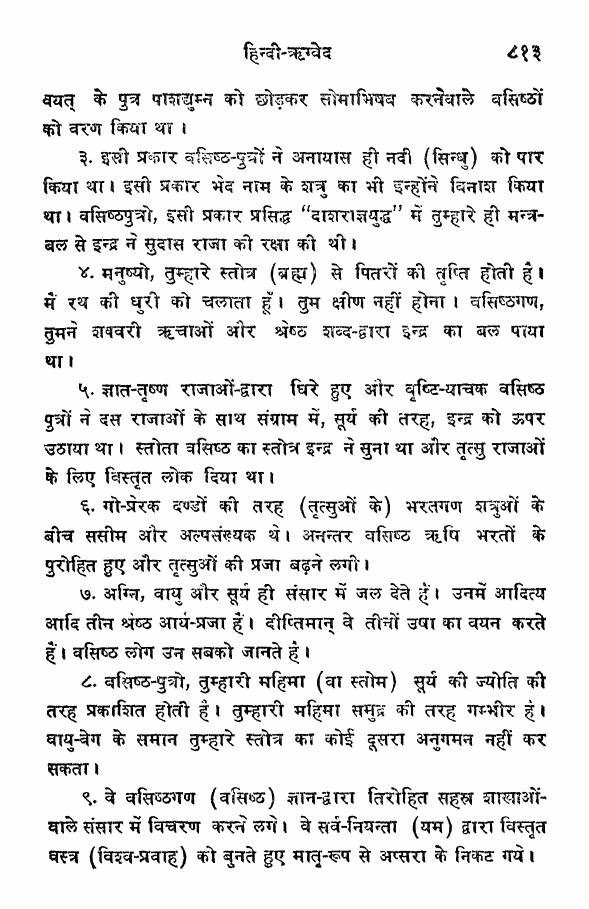 हिन्दी-ऋग्वेद ८१३
वयत् के पुत्र पाशद्युम्न को छोड़कर सोमाभिषव करनेवाले वसिष्ठों
को वरण किया था ।
३. इसी प्रकार वसिष्ठ-पुत्रों ने अनायास ही नदी (सिन्धु) को पार
किया था। इसी प्रकार भेद नाम के शत्रु का भी इन्होंने विनाश किया
था। वसिष्ठपुत्रो, इसी प्रकार प्रसिद्ध “दाशराज्ञयुद्ध” में तुम्हारे ही मन्त्र-
बल से इन्द्र ने सुदास राजा की रक्षा की थी।
४. मनुष्यो, तुम्हारे स्तोत्र (ब्रह्म) से पितरों की तृप्ति होती है।
मैं रथ की धुरी को चलाता हूँ। तुम क्षीण नहीं होना । वसिष्ठगण,
तुमने शक्वरी ऋचाओं और श्रेष्ठ शब्द-द्वारा इन्द्र का बल पाया
था ।
५. ज्ञात-तृष्ण राजाओं-द्वारा घिरे हुए और वृष्टि-याचक वसिष्ठ
पुत्रों ने दस राजाओं के साथ संग्राम में, सूर्य की तरह, इन्द्र को ऊपर
उठाया था। स्तोता वसिष्ठ का स्तोत्र इन्द्र ने सुना था और तृत्सु राजाओं
के लिए विस्तृत लोक दिया था।
६. गो-प्रेरक दण्डों की तरह (तृत्सुओं के) भरतगण शत्रुओं के
बीच ससीम और अल्पसंख्यक थे। अनन्तर वसिष्ठ ऋषि भरतों के
पुरोहित हुए और तृत्सुओं की प्रजा बढ़ने लगी।
७. अग्नि, वायु और सूर्य ही संसार में जल देते हैं। उनमें आदित्य
आदि तीन श्रेष्ठ आर्य-प्रजा हैं। दीप्तिमान् वे तीनों उषा का वयन करते
हैं। वसिष्ठ लोग उन सबको जानते हैं।
८. वसिष्ठ-पुत्रो, तुम्हारी महिमा (वा स्तोम) सूर्य की ज्योति की
तरह प्रकाशित होती है। तुम्हारी महिमा समुद्र की तरह गम्भीर है।
वायु-वेग के समान तुम्हारे स्तोत्र का कोई दूसरा अनुगमन नहीं कर
सकता।
९. वे वसिष्ठगण (वसिष्ठ) ज्ञान-द्वारा तिरोहित सहस्र शाखाओं-
वाले संसार में विचरण करने लगे। वे सर्व-नियन्ता (यम) द्वारा विस्तृत
वस्त्र (विश्व-प्रवाह) को बुनते हुए मातृ-रूप से अप्सरा के निकट गये।